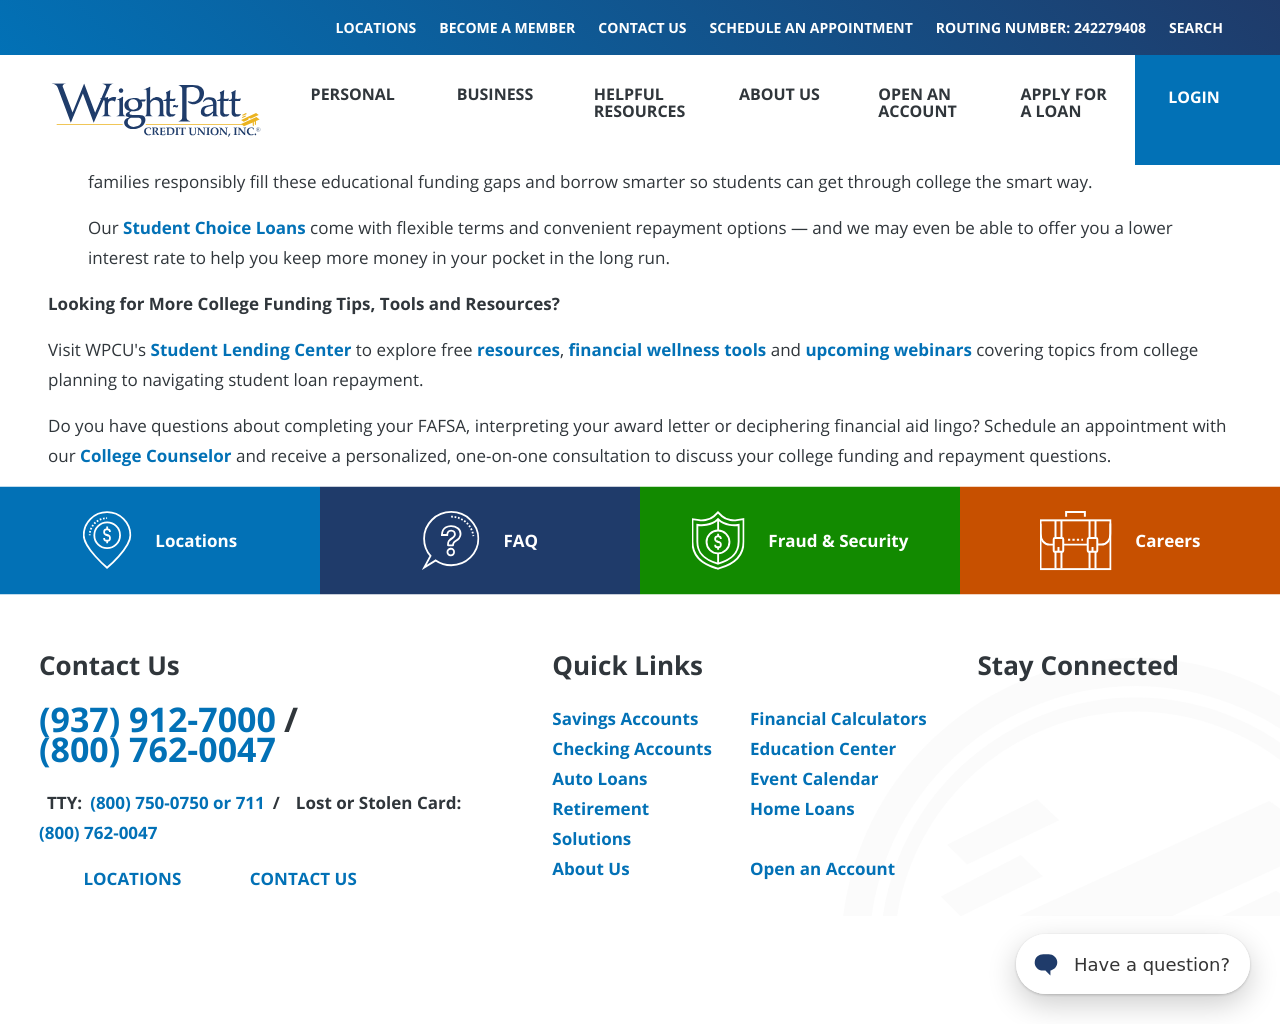 LOCATIONS BECOME A MEMBER CONTACT US SCHEDULE AN APPOINTMENT ROUTING NUMBER: 242279408 SEARCH
Wright-Patt
CREDIT UNION, INC.®
PERSONAL BUSINESS HELPFUL RESOURCES ABOUT US OPEN AN ACCOUNT APPLY FOR A LOAN LOGIN
families responsibly fill these educational funding gaps and borrow smarter so students can get through college the smart way.
Our Student Choice Loans come with flexible terms and convenient repayment options — and we may even be able to offer you a lower
interest rate to help you keep more money in your pocket in the long run.
Looking for More College Funding Tips, Tools and Resources?
Visit WPCU's Student Lending Center to explore free resources, financial wellness tools and upcoming webinars covering topics from college
planning to navigating student loan repayment.
Do you have questions about completing your FAFSA, interpreting your award letter or deciphering financial aid lingo? Schedule an appointment with
our College Counselor and receive a personalized, one-on-one consultation to discuss your college funding and repayment questions.
Locations FAQ Fraud & Security Careers
Contact Us
(937) 912-7000 /
(800) 762-0047
TTY: (800) 750-0750 or 711 / Lost or Stolen Card:
(800) 762-0047
LOCATIONS CONTACT US
Quick Links
Savings Accounts Financial Calculators
Checking Accounts Education Center
Auto Loans Event Calendar
Retirement Home Loans
Solutions
About Us Open an Account
Stay Connected
Have a question?